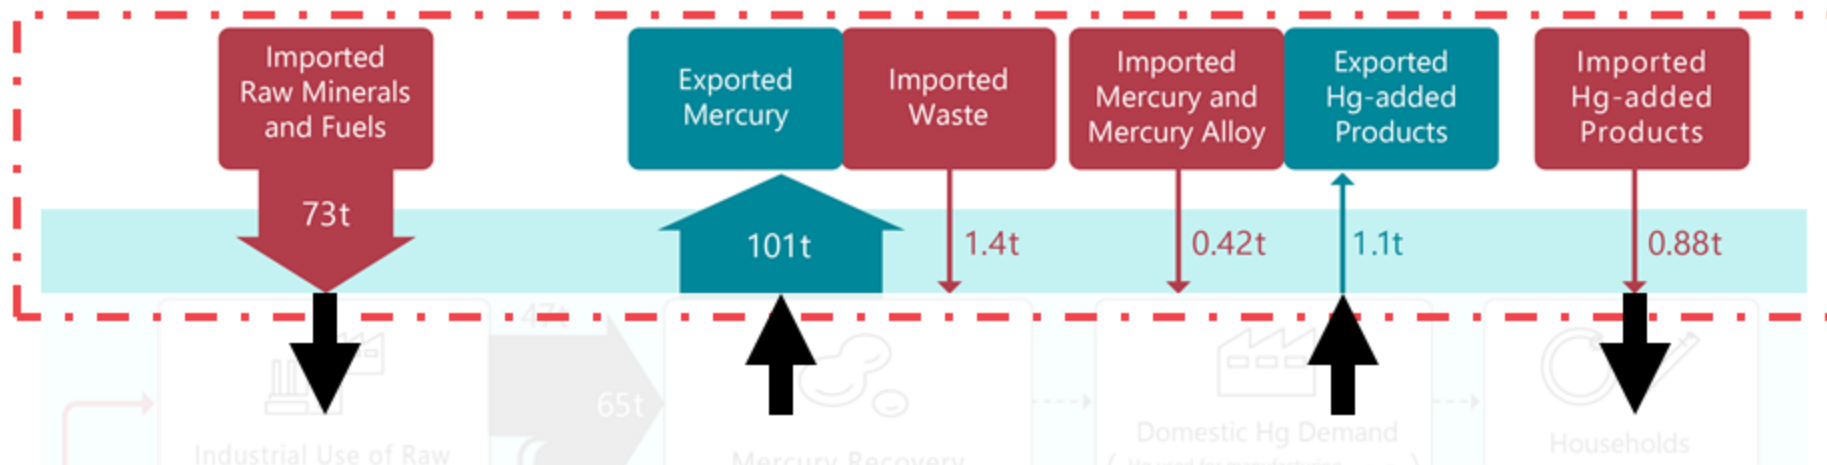 Imported
Raw Minerals
and Fuels
Exported
Mercury
Imported
Waste
Imported
Mercury and
Mercury Alloy
Exported
Hg-added
Products
Imported
Hg-added
Products
73t
101t
1.4t
0.42t
1.1t
0.88t
47t
65t
Industrial Use of Raw
Mercury Recovery
Domestic Hg Demand
Households